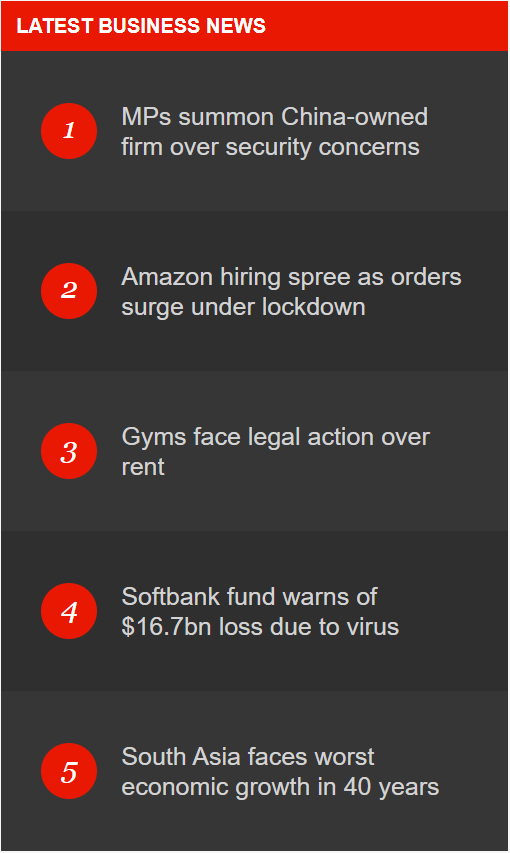 LATEST BUSINESS NEWS
1
MPs summon China-owned
firm over security concerns
2
Amazon hiring spree as orders
surge under lockdown
3
Gyms face legal action over
rent
4
Softbank fund warns of
$16.7bn loss due to virus
5
South Asia faces worst
economic growth in 40 years